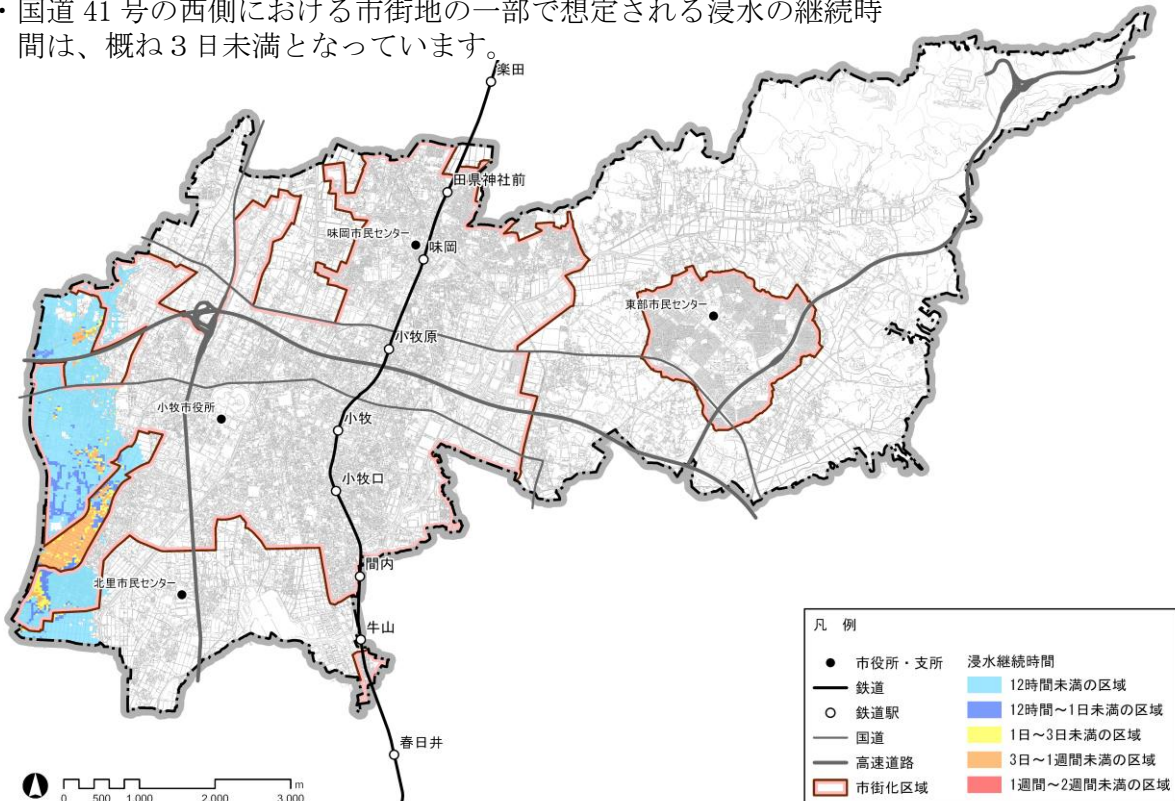 ・国道 41 号の西側における市街地の一部で想定される浸水の継続時
間は、概ね３日未満となっています。
楽田
田県神社前
味岡市民センター
味岡
東部市民センター
小牧原
小牧市役所
小牧
小牧口
間内
北里市民センター
牛山
春日井
0 500 1,000 2,000 3,000 m
凡 例
市役所・支所
鉄道
鉄道駅
国道
高速道路
市街化区域
浸水継続時間
12時間未満の区域
12時間～1日未満の区域
1日～3日未満の区域
3日～1週間未満の区域
1週間～2週間未満の区域